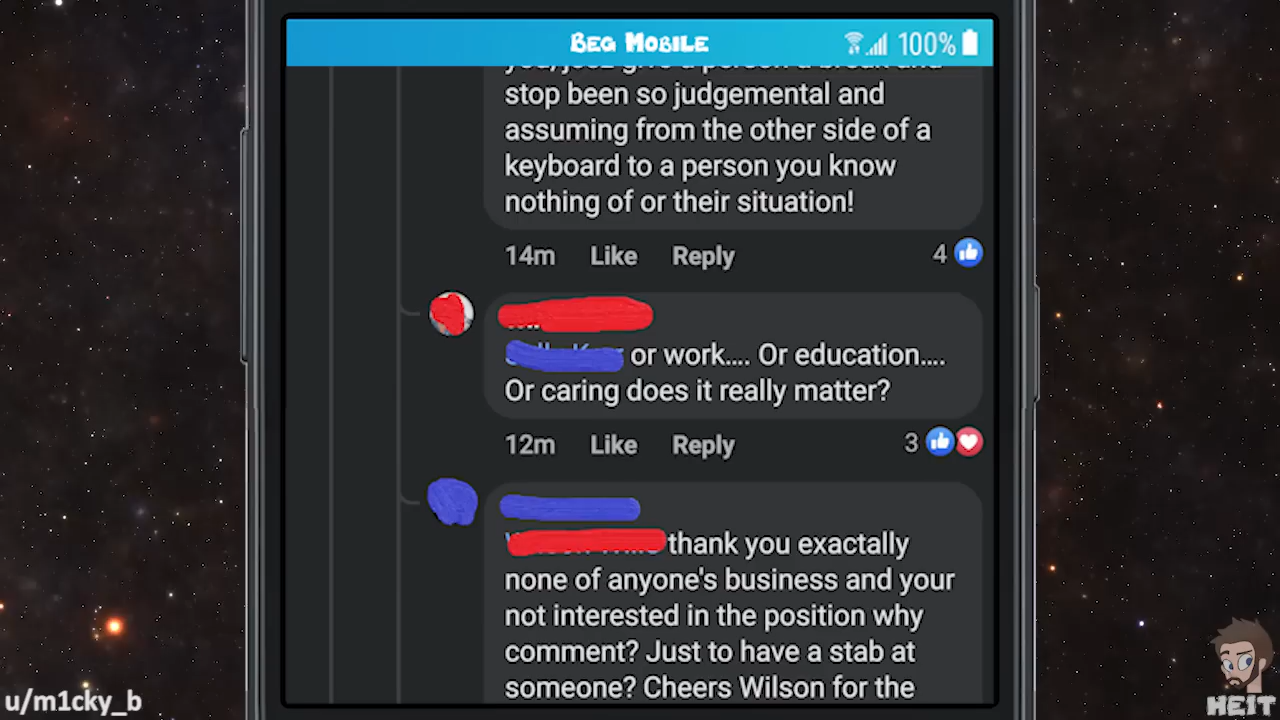 BEG MOBILE
100%
stop been so judgemental and
assuming from the other side of a
keyboard to a person you know
nothing of or their situation!
14m Like Reply 4
or work.... Or education....
Or caring does it really matter?
12m Like Reply 3
thank you exactally
none of anyone's business and your
not interested in the position why
comment? Just to have a stab at
someone? Cheers Wilson for the
u/m1cky_b
HEIT